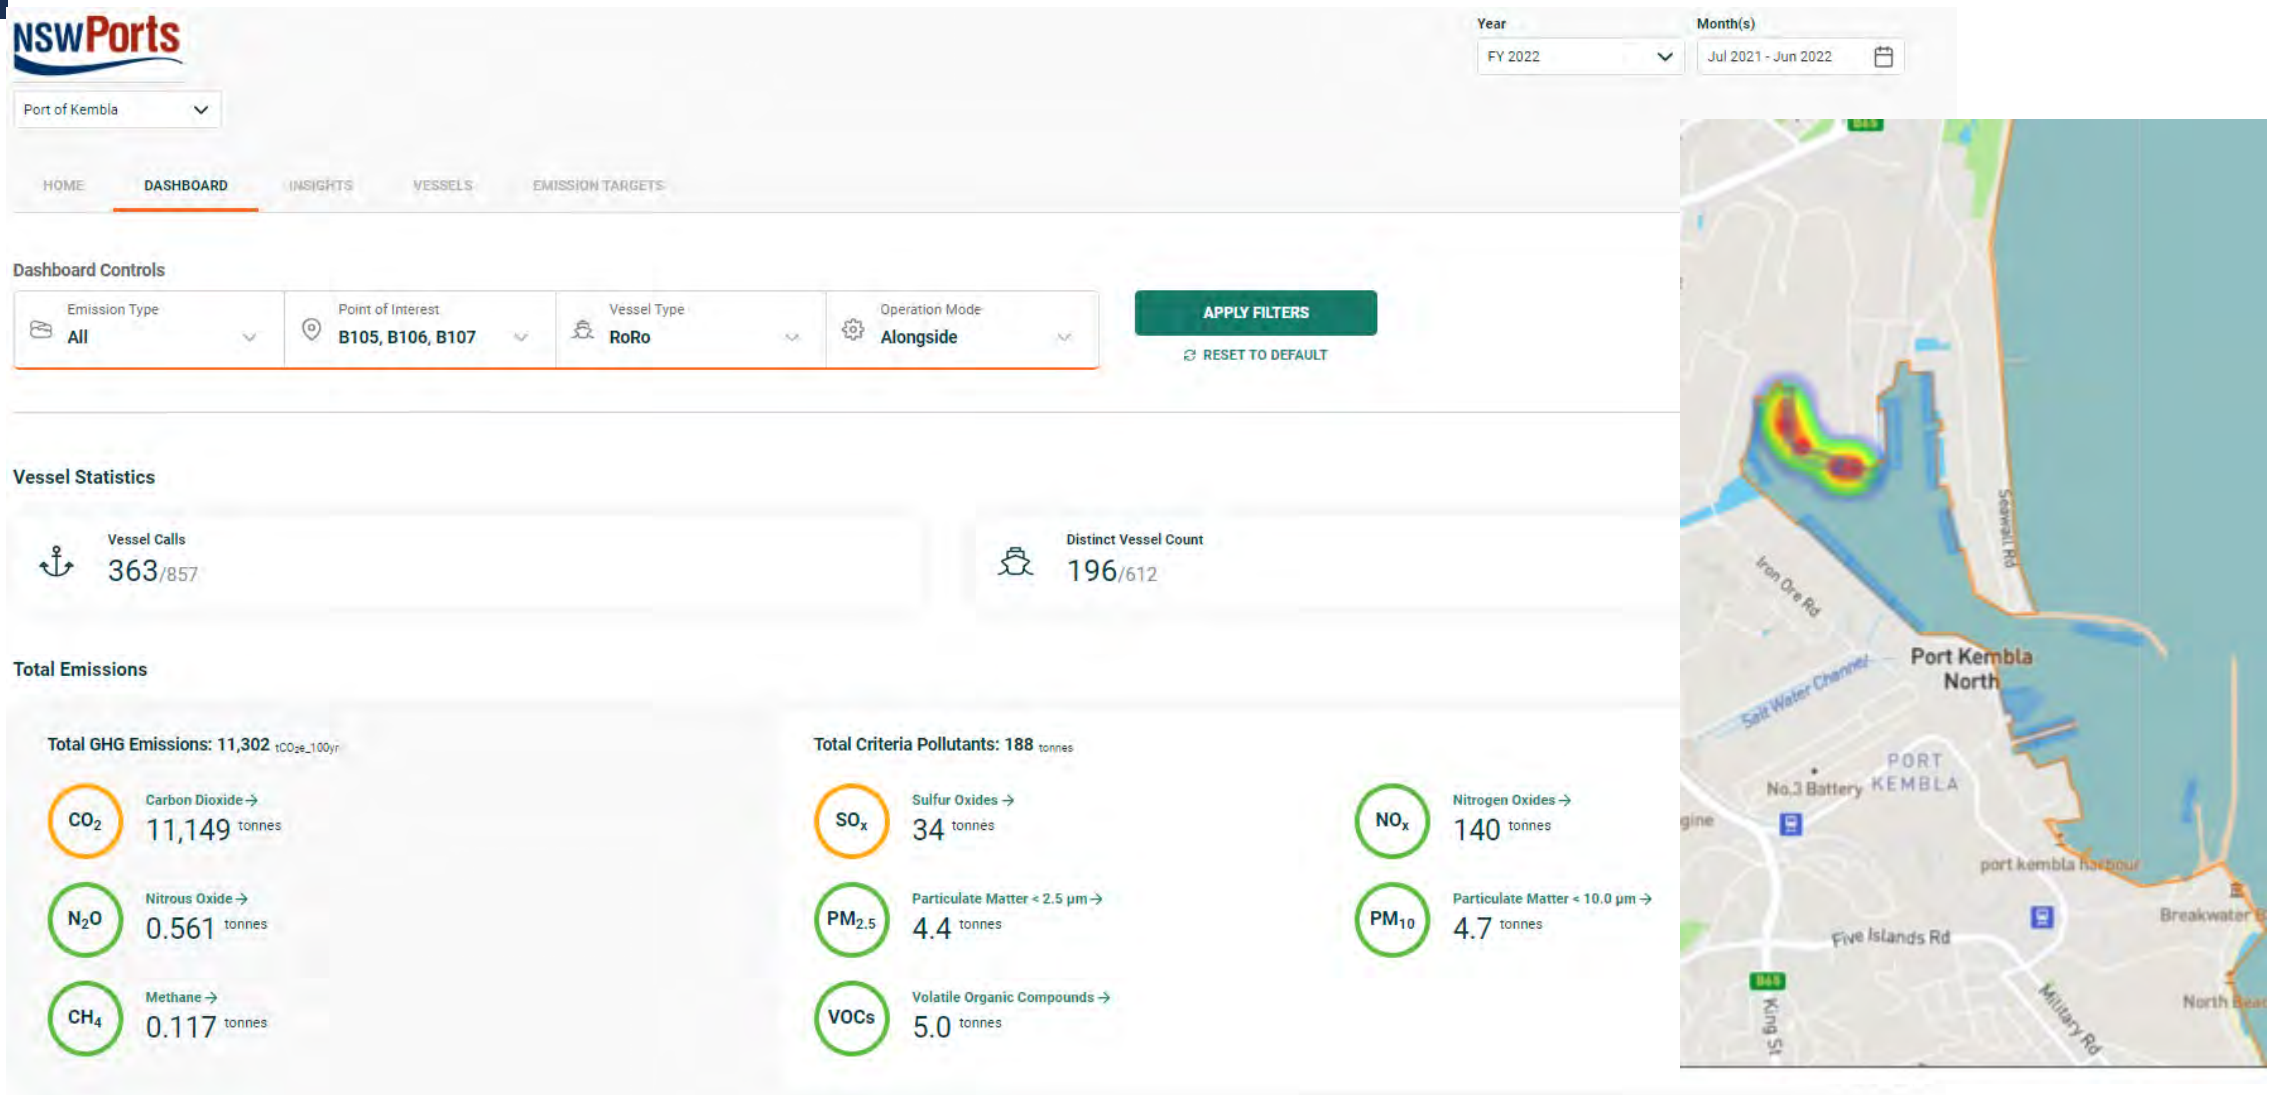 NSWPorts
Year
FY 2022
Month(s)
Jul 2021 - Jun 2022
Port of Kembla
HOME
DASHBOARD
INSIGHTS
VESSELS
EMISSION TARGETS
Dashboard Controls
Emission Type
All
Point of Interest
B105, B106, B107
Vessel Type
RoRo
Operation Mode
Alongside
APPLY FILTERS
RESET TO DEFAULT
Vessel Statistics
Vessel Calls
363/857
Distinct Vessel Count
196/612
Total Emissions
Total GHG Emissions: 11,302 tCO₂e_100yr
CO₂
Carbon Dioxide →
11,149 tonnes
N₂O
Nitrous Oxide →
0.561 tonnes
CH₄
Methane →
0.117 tonnes
Total Criteria Pollutants: 188 tonnes
SOₓ
Sulfur Oxides →
34 tonnes
NOₓ
Nitrogen Oxides →
140 tonnes
PM₂.₅
Particulate Matter < 2.5 µm →
4.4 tonnes
PM₁₀
Particulate Matter < 10.0 µm →
4.7 tonnes
VOCs
Volatile Organic Compounds →
5.0 tonnes
B65
Seawall Rd
Iron Ore Rd
Port Kembla
North
Salt Water Channel
PORT
KEMBLA
No.3 Battery
gine
port kembla harbour
Breakwater B
Five Islands Rd
B65
King St
Military Rd
North Beac